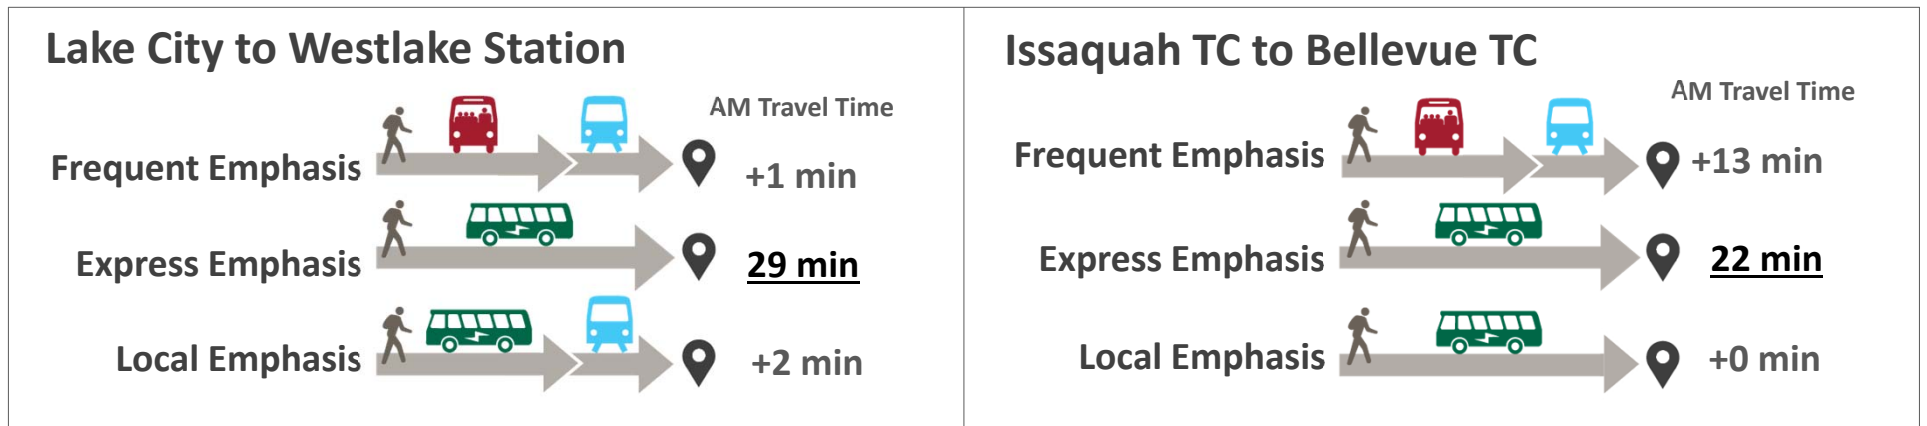 Lake City to Westlake Station
AM Travel Time
Frequent Emphasis +1 min
Express Emphasis 29 min
Local Emphasis +2 min
Issaquah TC to Bellevue TC
AM Travel Time
Frequent Emphasis +13 min
Express Emphasis 22 min
Local Emphasis +0 min